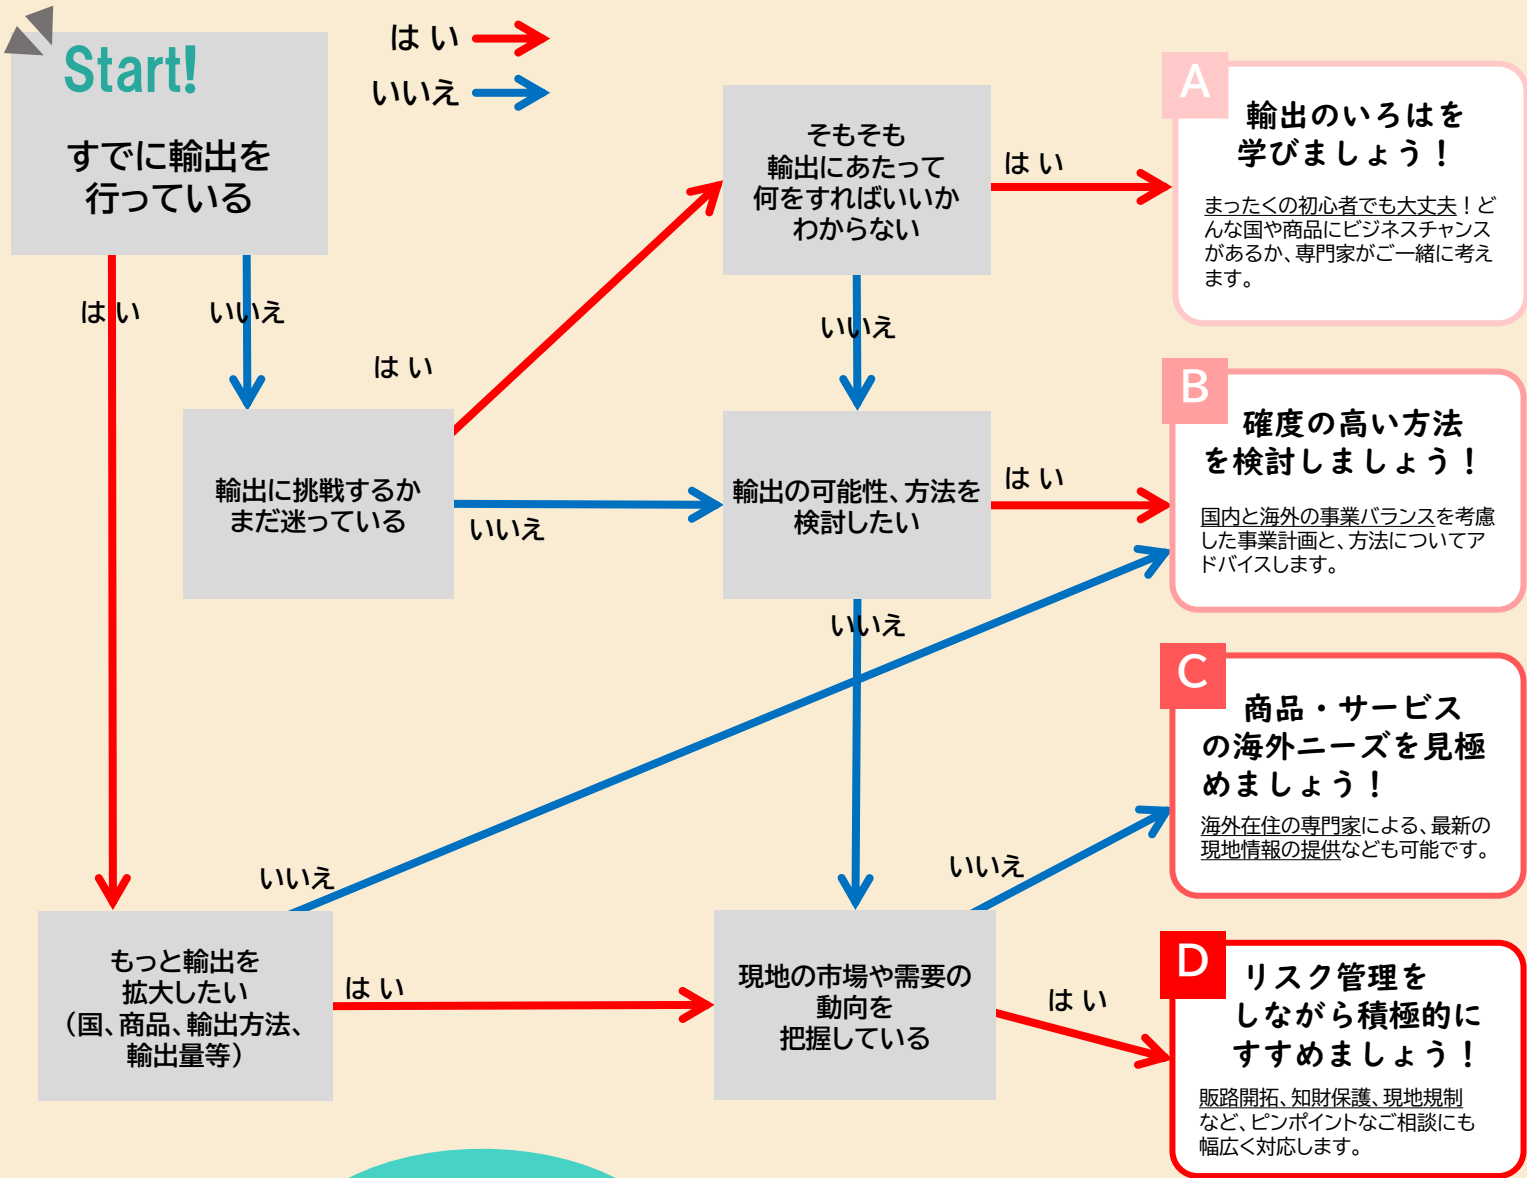 Start!
すでに輸出を
行っている
はい
いいえ
はい
いいえ
はい
輸出に挑戦するか
まだ迷っている
いいえ
そもそも
輸出にあたって
何をすればいいか
わからない
はい
いいえ
輸出の可能性、方法を
検討したい
はい
いいえ
もっと輸出を
拡大したい
（国、商品、輸出方法、
輸出量等）
いいえ
はい
現地の市場や需要の
動向を
把握している
いいえ
はい
A
輸出のいろはを
学びましょう！
まったくの初心者でも大丈夫！ど
んな国や商品にビジネスチャンス
があるか、専門家がご一緒に考え
ます。
B
確度の高い方法
を検討しましょう！
国内と海外の事業バランスを考慮
した事業計画と、方法についてア
ドバイスします。
C
商品・サービス
の海外ニーズを見極
めましょう！
海外在住の専門家による、最新の
現地情報の提供なども可能です。
D
リスク管理を
しながら積極的に
すすめましょう！
販路開拓、知財保護、現地規制
など、ピンポイントなご相談にも
幅広く対応します。